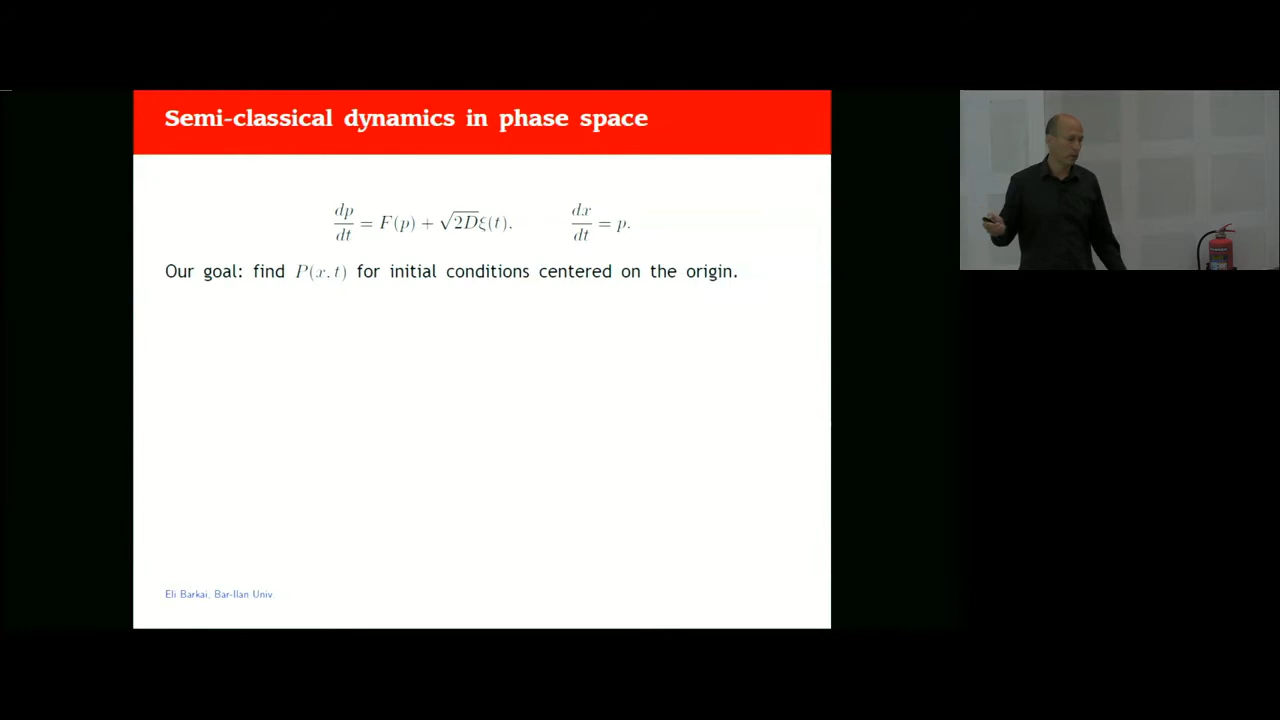 Semi-classical dynamics in phase space
dp/dt = F(p) + √2Dξ(t). dx/dt = p.
Our goal: find P(x, t) for initial conditions centered on the origin.
Eli Barkai, Bar-Ilan Univ.